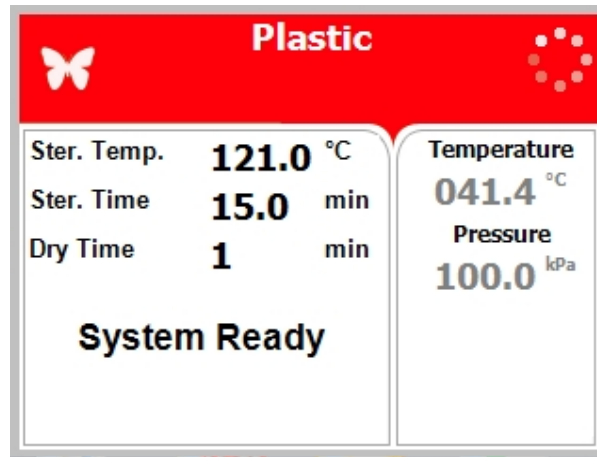 Plastic
Ster. Temp. 121.0 °C
Ster. Time 15.0 min
Dry Time 1 min
System Ready
Temperature
041.4 °C
Pressure
100.0 kPa